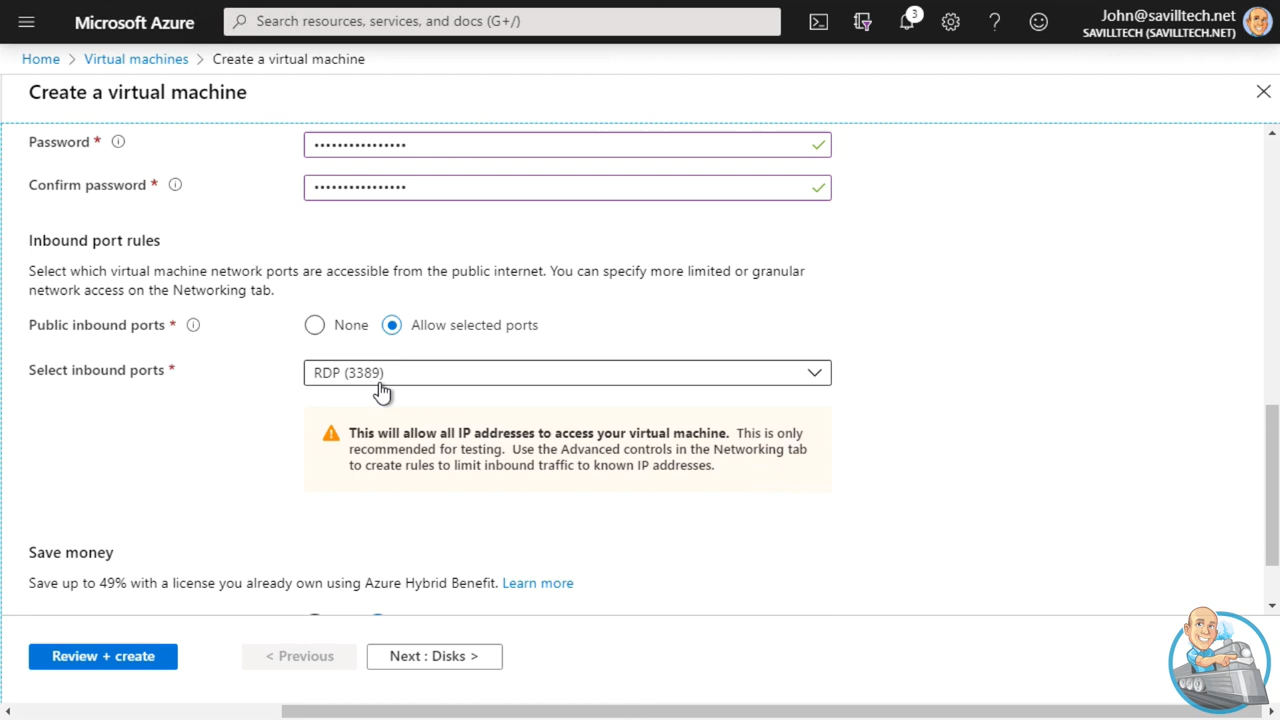 Microsoft Azure
Search resources, services, and docs (G+/)
3
John@savilltech.net
SAVILLTECH (SAVILLTECH.NET)
Home > Virtual machines > Create a virtual machine
Create a virtual machine
Password *
••••••••••••••••
Confirm password *
••••••••••••••••
Inbound port rules
Select which virtual machine network ports are accessible from the public internet. You can specify more limited or granular
network access on the Networking tab.
Public inbound ports *
None
Allow selected ports
Select inbound ports *
RDP (3389)
This will allow all IP addresses to access your virtual machine. This is only
recommended for testing. Use the Advanced controls in the Networking tab
to create rules to limit inbound traffic to known IP addresses.
Save money
Save up to 49% with a license you already own using Azure Hybrid Benefit. Learn more
Review + create
< Previous
Next : Disks >